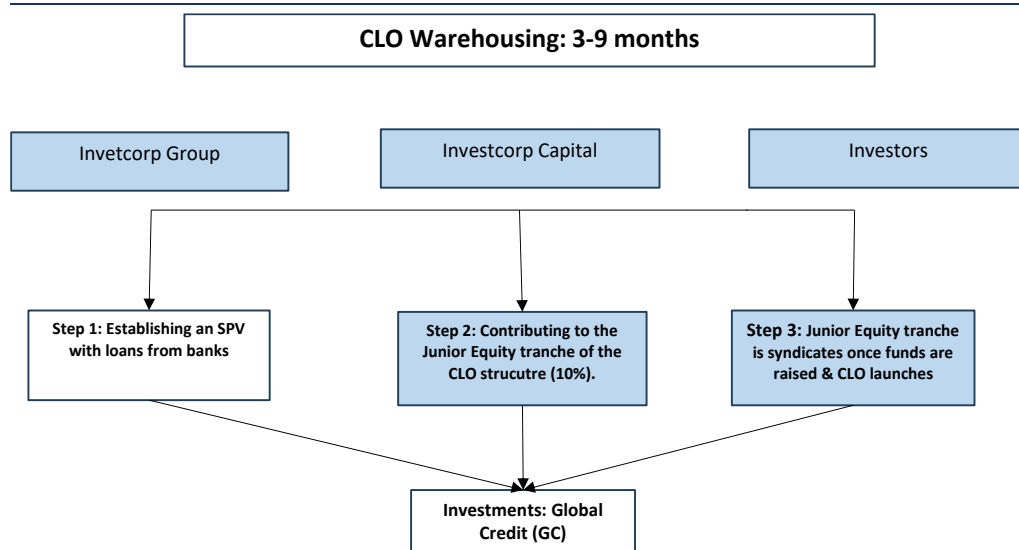 CLO Warehousing: 3-9 months
Invetcorp Group
Investcorp Capital
Investors
Step 1: Establishing an SPV
with loans from banks
Step 2: Contributing to the
Junior Equity tranche of the
CLO strucutre (10%).
Step 3: Junior Equity tranche
is syndicates once funds are
raised & CLO launches
Investments: Global
Credit (GC)